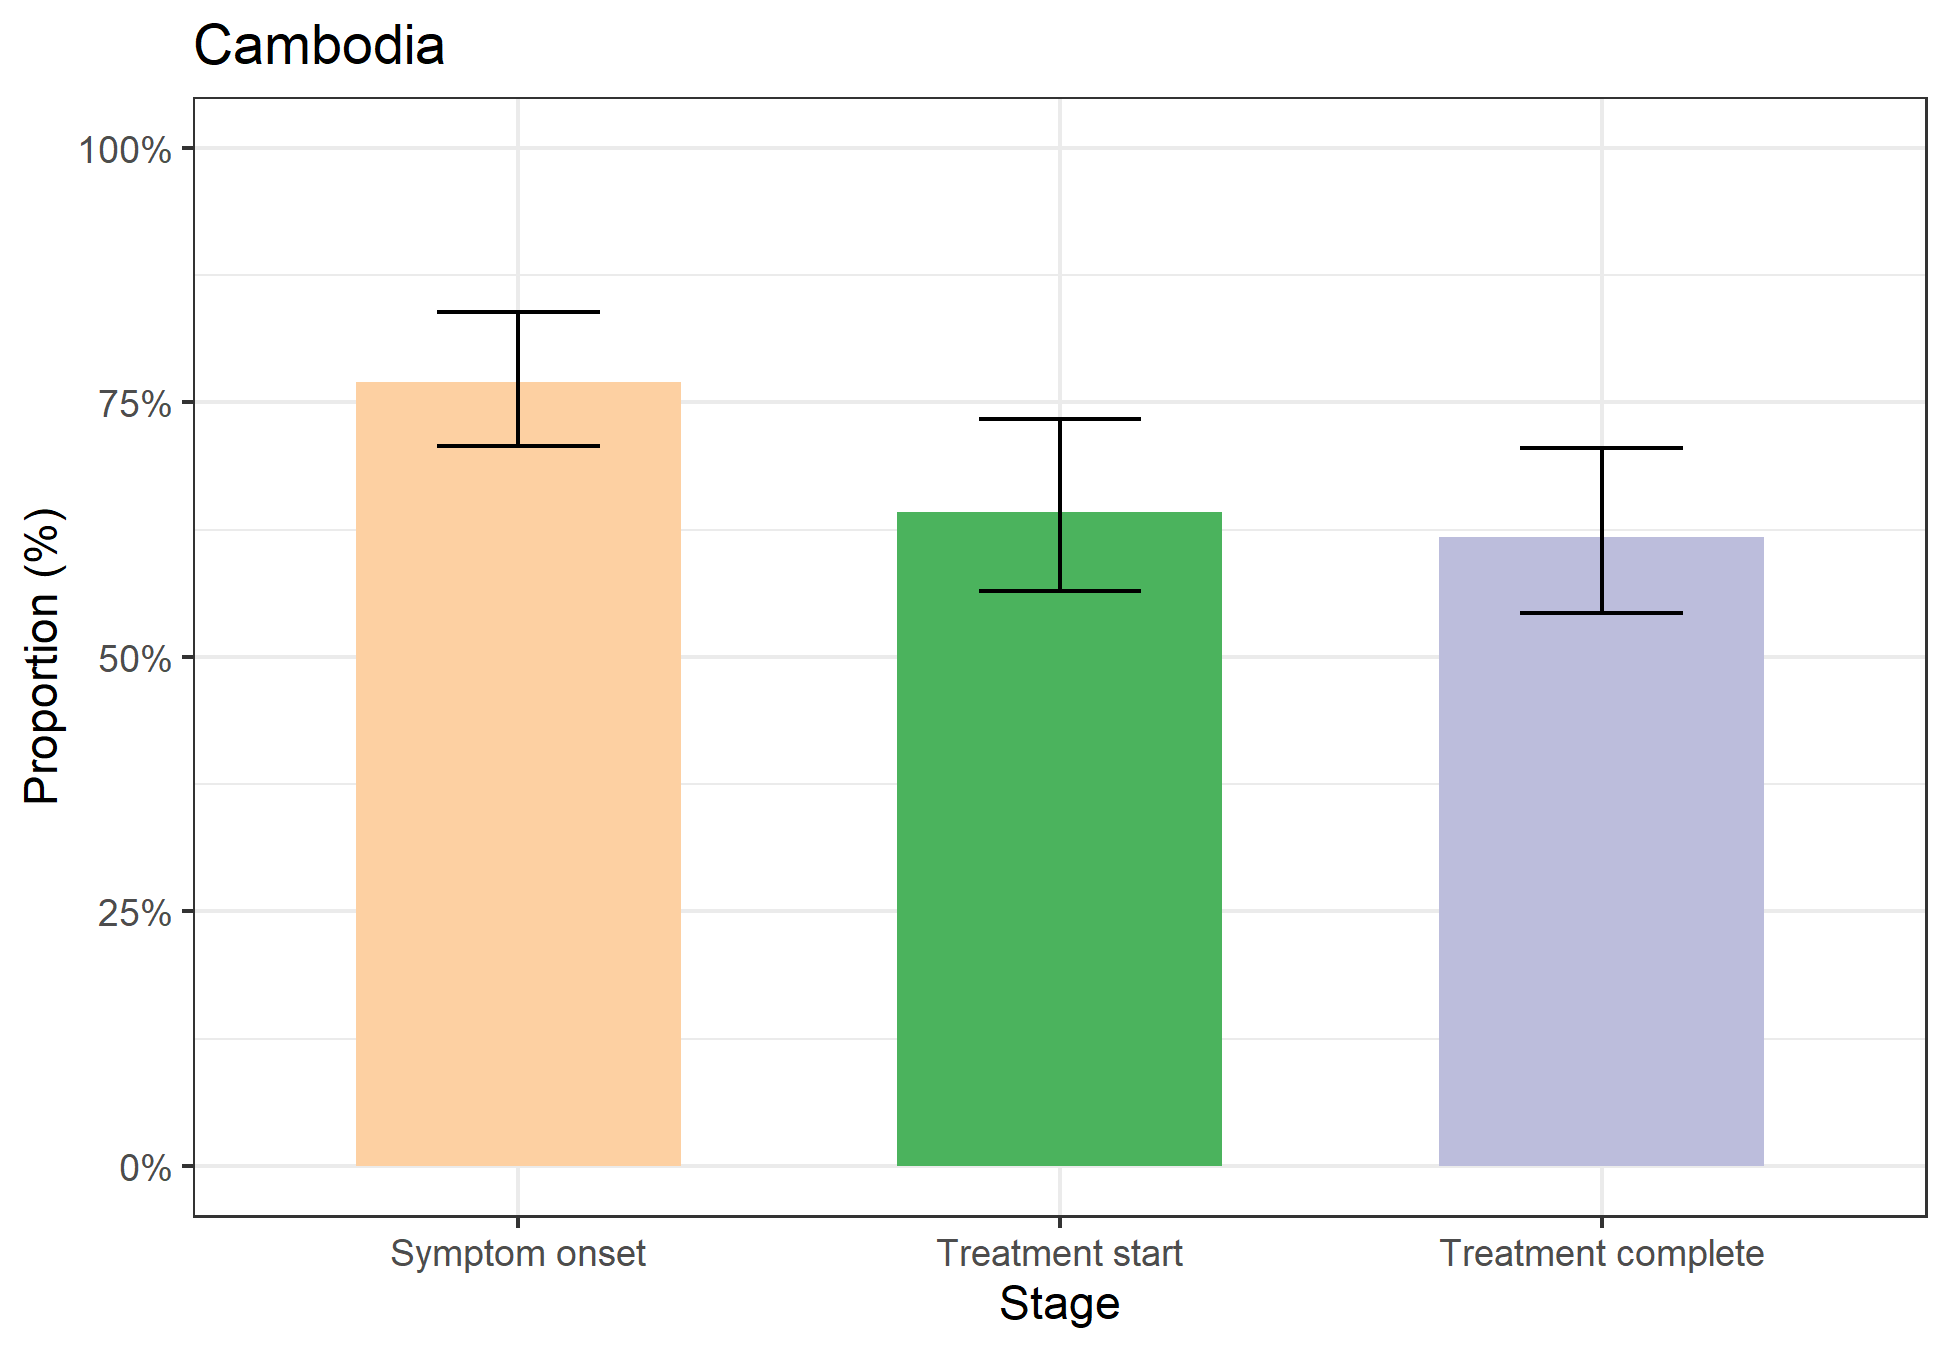 Cambodia
100%
75%
50%
25%
0%
Proportion (%)
Symptom onset
Treatment start
Treatment complete
Stage